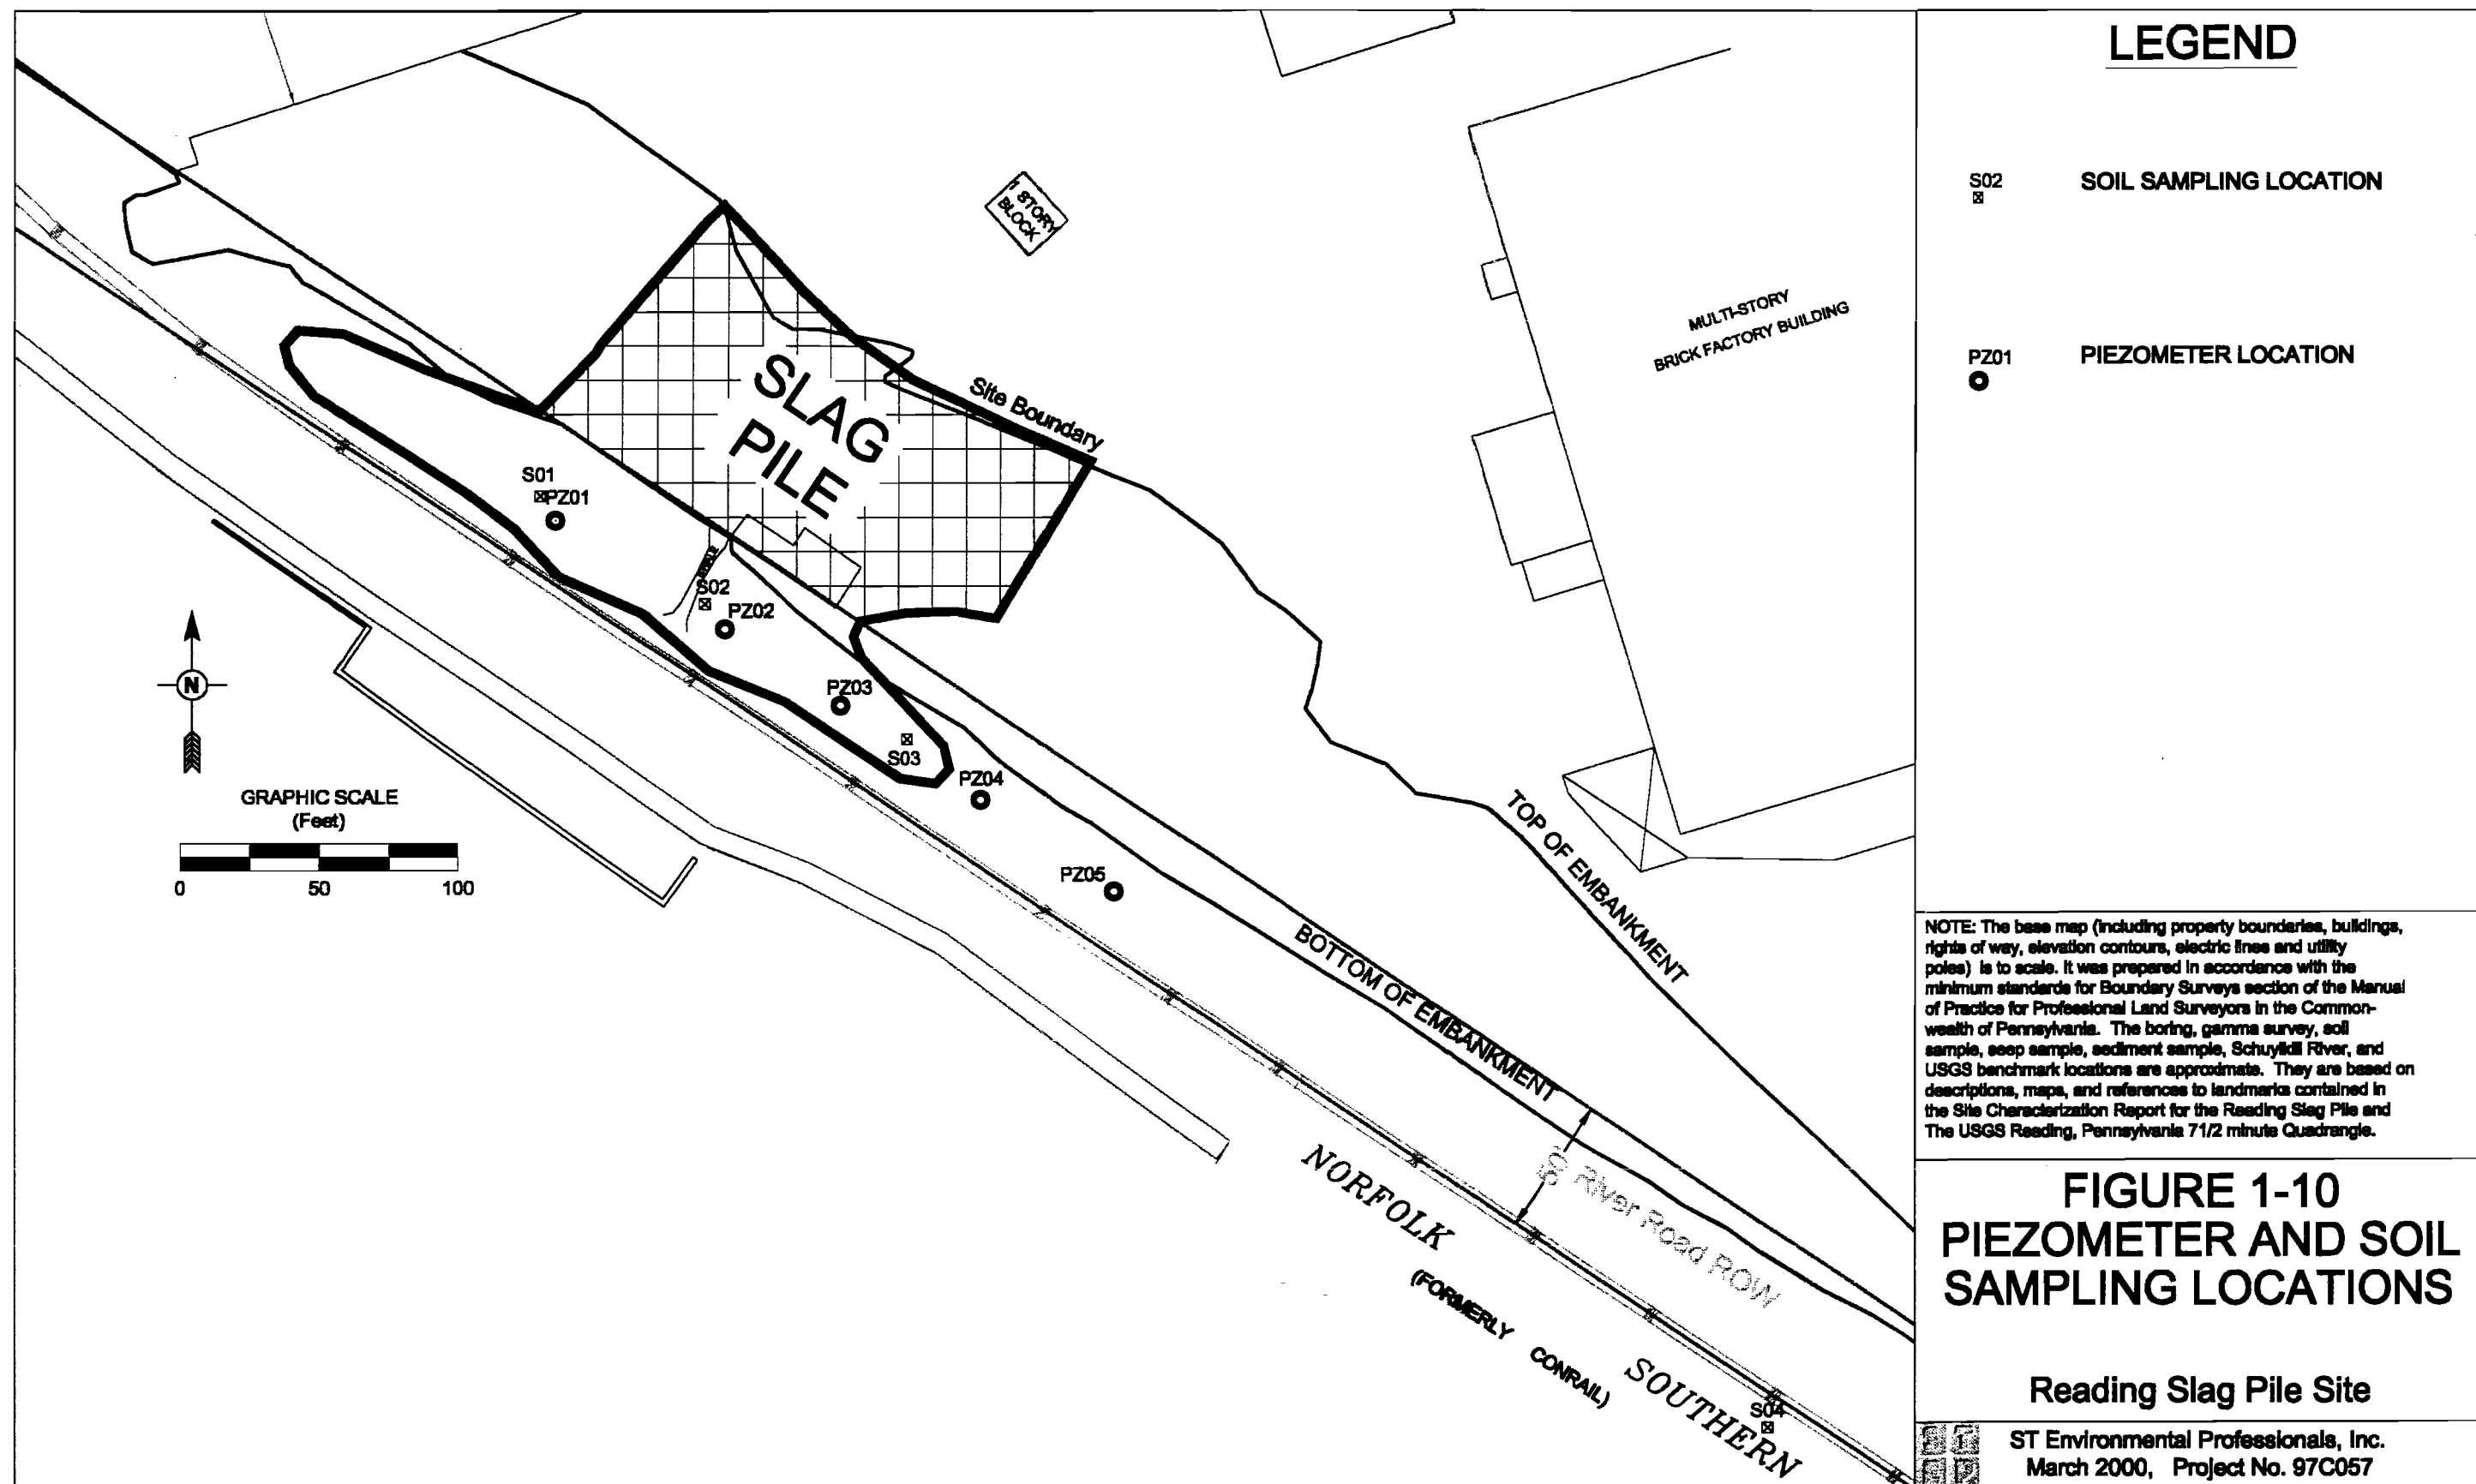 LEGEND
S02
SOIL SAMPLING LOCATION
PZ01
PIEZOMETER LOCATION
1 STORY
BLOCK
MULTI-STORY
BRICK FACTORY BUILDING
SLAG
PILE
Site Boundary
S01
PZ01
S02
PZ02
PZ03
S03
PZ04
PZ05
N
GRAPHIC SCALE
(Feet)
0 50 100
TOP OF EMBANKMENT
BOTTOM OF EMBANKMENT
River Road ROW
NORFOLK SOUTHERN
(FORMERLY CONRAIL)
S04
NOTE: The base map (including property boundaries, buildings,
rights of way, elevation contours, electric lines and utility
poles) is to scale. It was prepared in accordance with the
minimum standards for Boundary Surveys section of the Manual
of Practice for Professional Land Surveyors in the Common-
wealth of Pennsylvania. The boring, gamma survey, soil
sample, seep sample, sediment sample, Schuylkill River, and
USGS benchmark locations are approximate. They are based on
descriptions, maps, and references to landmarks contained in
the Site Characterization Report for the Reading Slag Pile and
The USGS Reading, Pennsylvania 71/2 minute Quadrangle.
FIGURE 1-10
PIEZOMETER AND SOIL
SAMPLING LOCATIONS
Reading Slag Pile Site
ST Environmental Professionals, Inc.
March 2000, Project No. 97C057